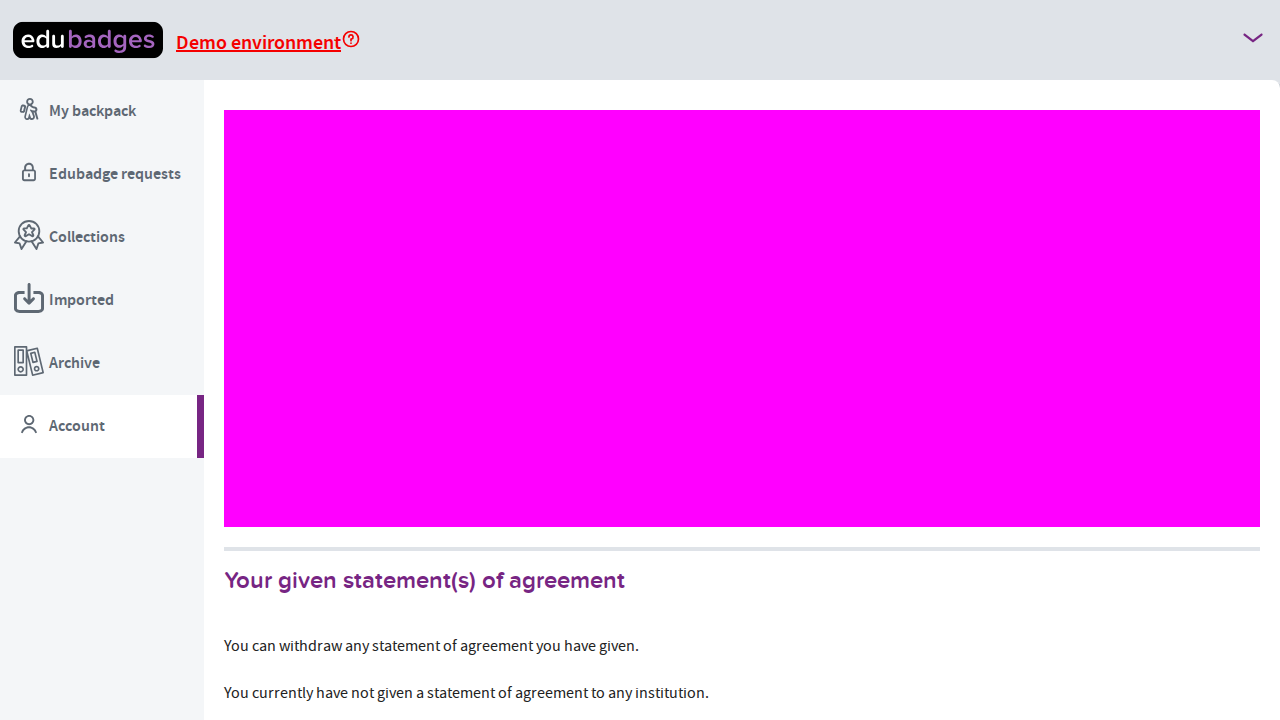 edubadges
Demo environment
My backpack
Edubadge requests
Collections
Imported
Archive
Account
Your given statement(s) of agreement
You can withdraw any statement of agreement you have given.
You currently have not given a statement of agreement to any institution.